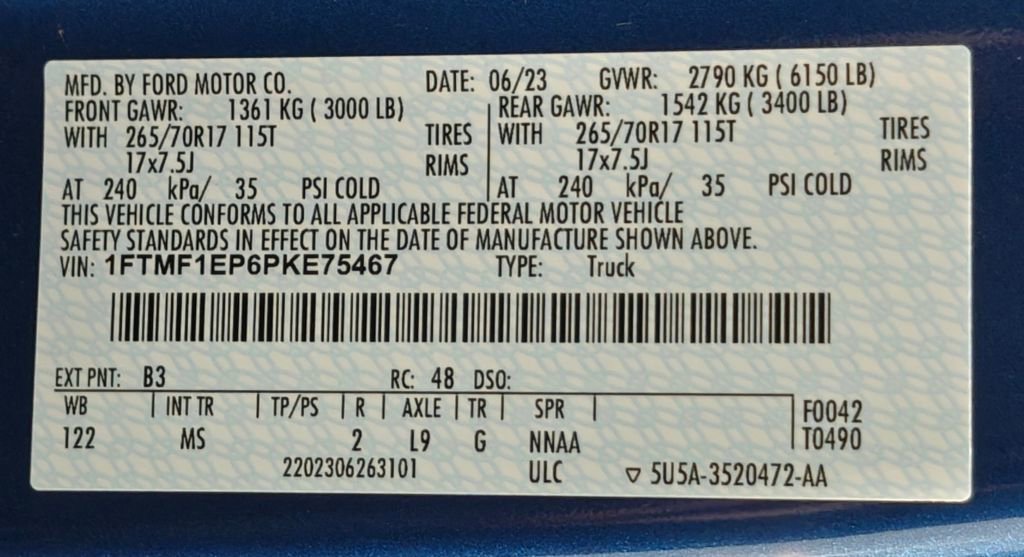 MFD. BY FORD MOTOR CO. DATE: 06/23 GVWR: 2790 KG ( 6150 LB)
FRONT GAWR: 1361 KG ( 3000 LB) REAR GAWR: 1542 KG ( 3400 LB)
WITH 265/70R17 115T TIRES WITH 265/70R17 115T TIRES
17x7.5J RIMS 17x7.5J RIMS
AT 240 kPa/ 35 PSI COLD AT 240 kPa/ 35 PSI COLD
THIS VEHICLE CONFORMS TO ALL APPLICABLE FEDERAL MOTOR VEHICLE
SAFETY STANDARDS IN EFFECT ON THE DATE OF MANUFACTURE SHOWN ABOVE.
VIN: 1FTMF1EP6PKE75467 TYPE: Truck
EXT PNT: B3 RC: 48 DSO:
WB | INT TR | TP/PS | R | AXLE | TR | SPR | F0042
122 MS 2 L9 G NNAA T0490
2202306263101 ULC ▽ 5U5A-3520472-AA